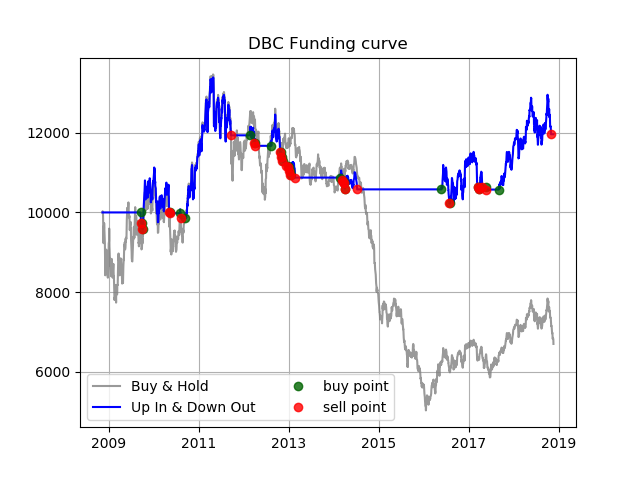 DBC Funding curve
12000
10000
8000
6000
Buy & Hold
Up In & Down Out
buy point
sell point
2009 2011 2013 2015 2017 2019